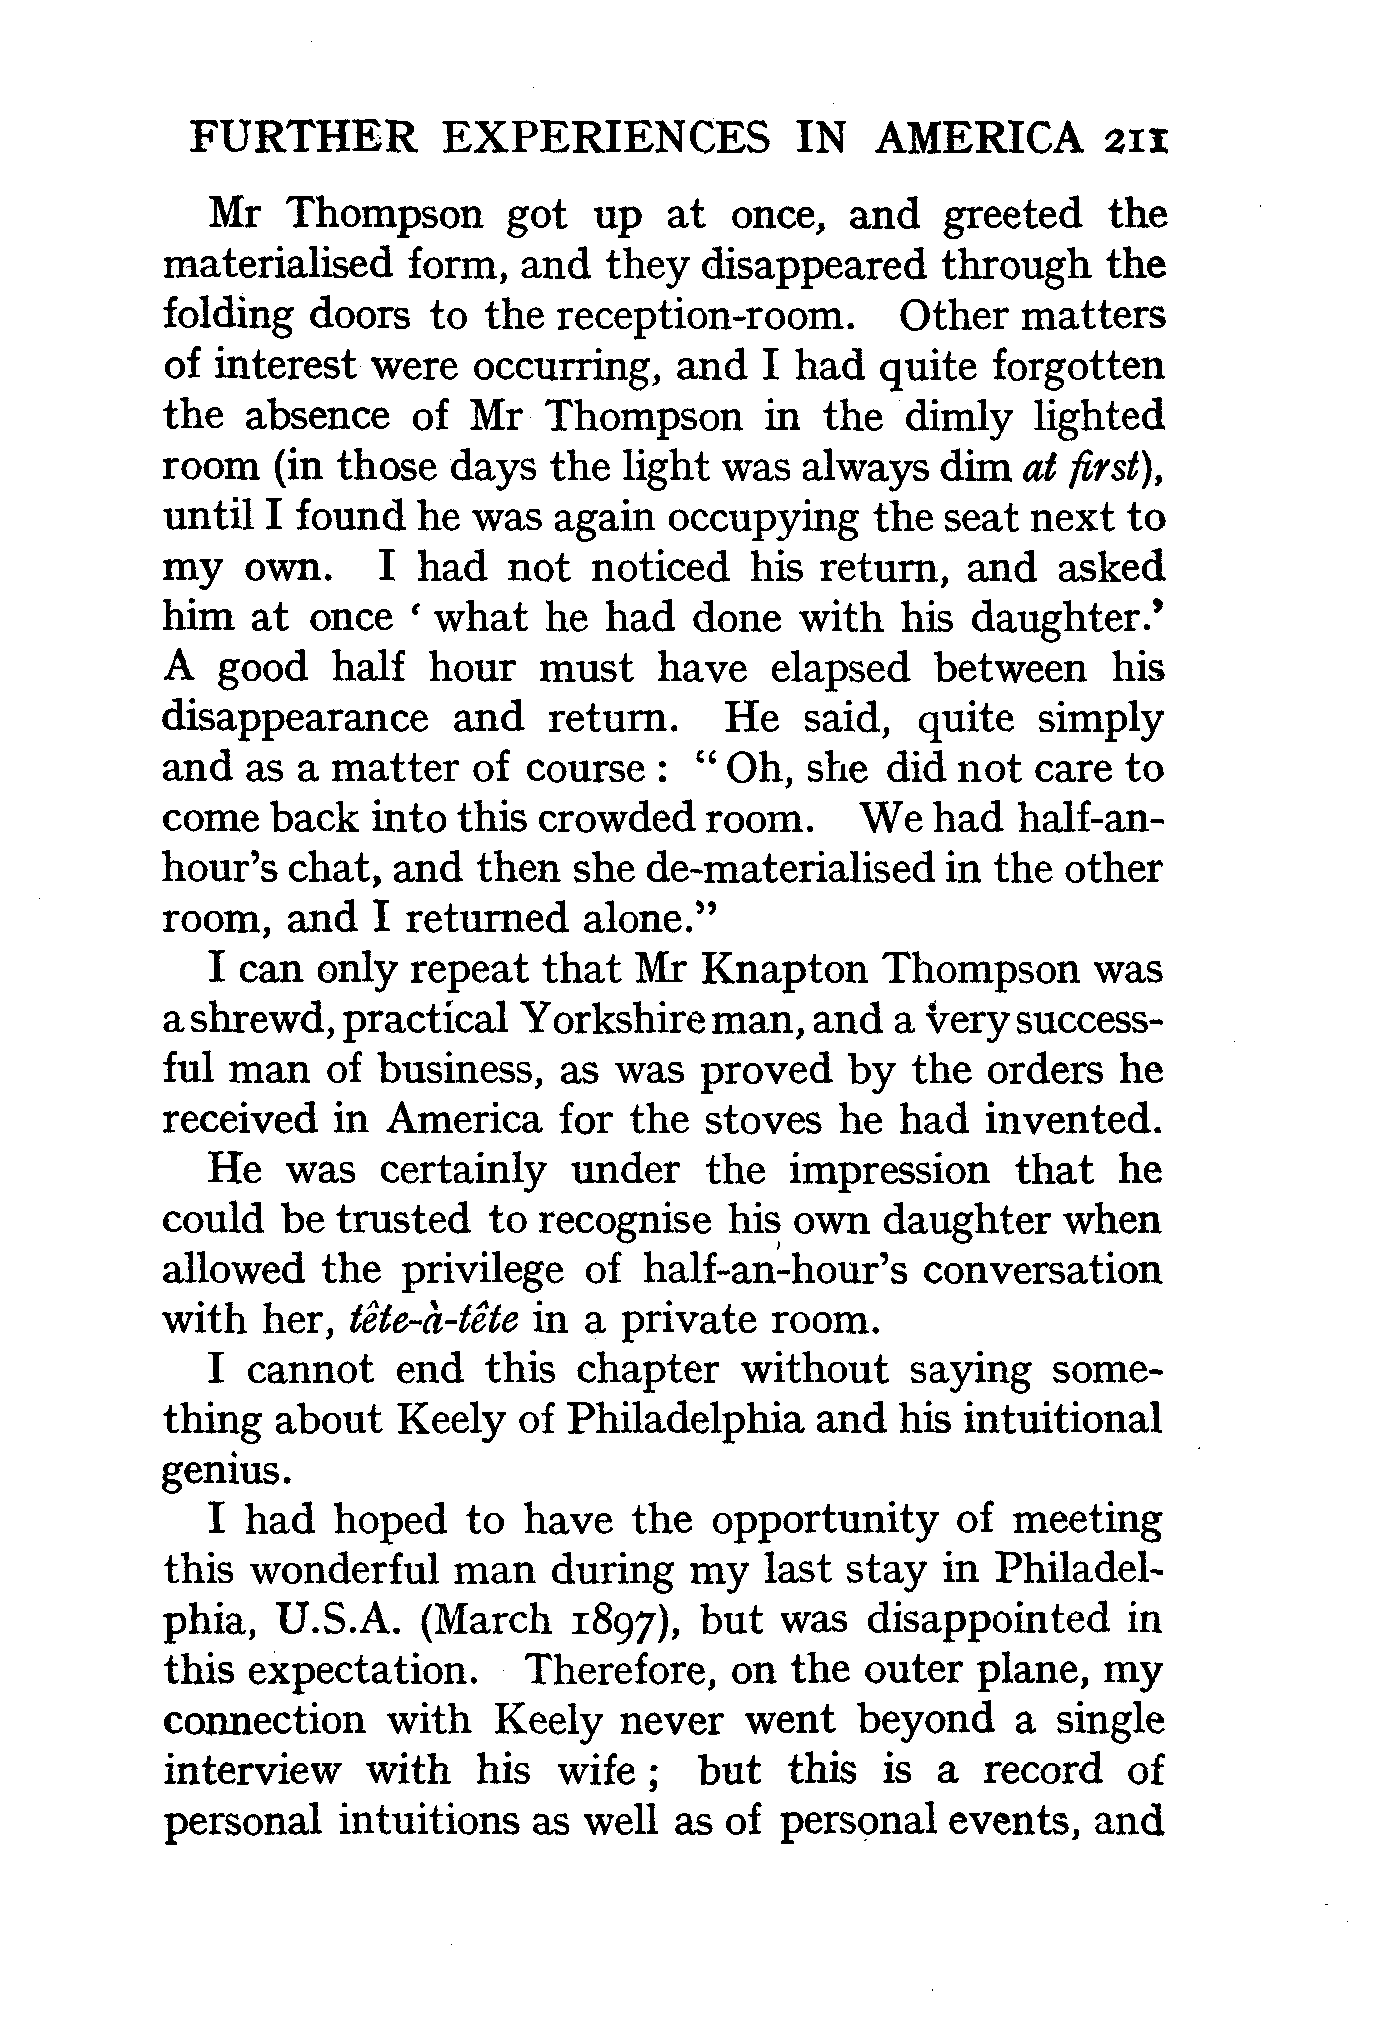 FURTHER EXPERIENCES IN AMERICA 211
Mr Thompson got up at once, and greeted the
materialised form, and they disappeared through the
folding doors to the reception-room. Other matters
of interest were occurring, and I had quite forgotten
the absence of Mr Thompson in the dimly lighted
room (in those days the light was always dim at first),
until I found he was again occupying the seat next to
my own. I had not noticed his return, and asked
him at once ‘ what he had done with his daughter.’
A good half hour must have elapsed between his
disappearance and return. He said, quite simply
and as a matter of course : “ Oh, she did not care to
come back into this crowded room. We had half-an-
hour’s chat, and then she de-materialised in the other
room, and I returned alone.”
I can only repeat that Mr Knapton Thompson was
a shrewd, practical Yorkshireman, and a very success-
ful man of business, as was proved by the orders he
received in America for the stoves he had invented.
He was certainly under the impression that he
could be trusted to recognise his own daughter when
allowed the privilege of half-an-hour’s conversation
with her, tête-à-tête in a private room.
I cannot end this chapter without saying some-
thing about Keely of Philadelphia and his intuitional
genius.
I had hoped to have the opportunity of meeting
this wonderful man during my last stay in Philadel-
phia, U.S.A. (March 1897), but was disappointed in
this expectation. Therefore, on the outer plane, my
connection with Keely never went beyond a single
interview with his wife ; but this is a record of
personal intuitions as well as of personal events, and